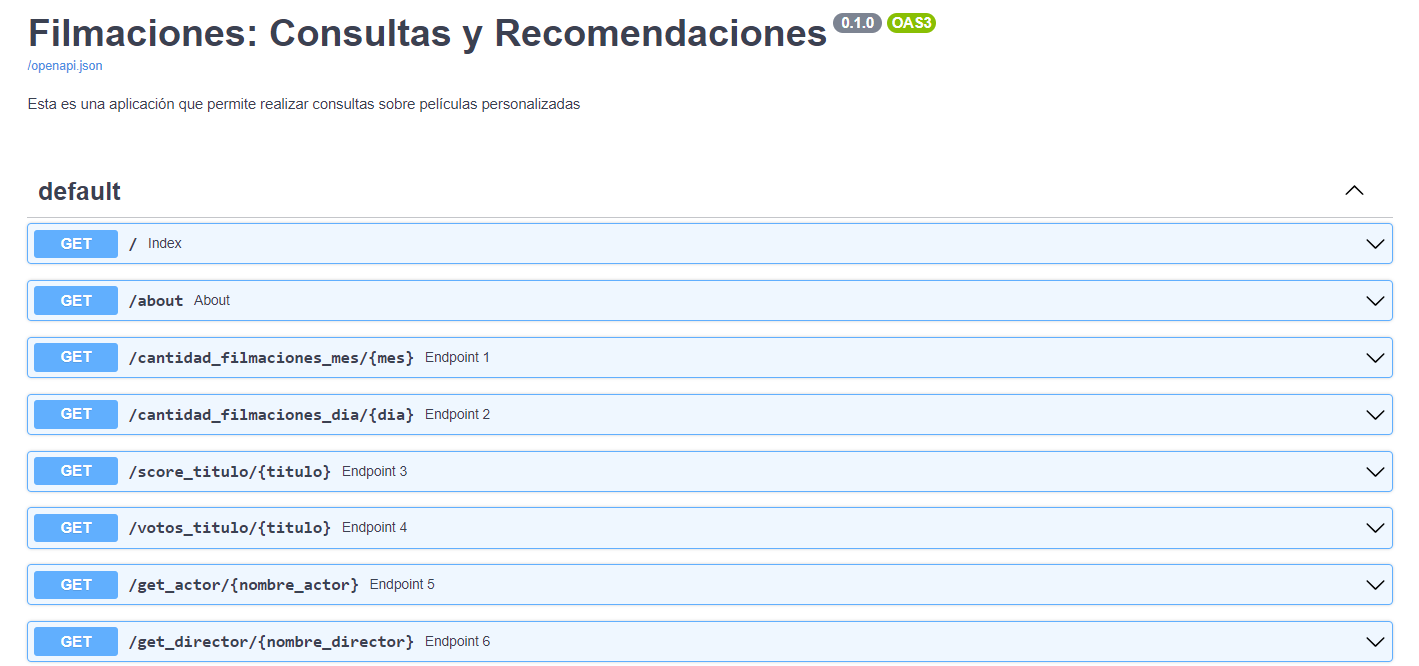 Filmaciones: Consultas y Recomendaciones 0.1.0 OAS3
/openapi.json
Esta es una aplicación que permite realizar consultas sobre películas personalizadas
default
GET / Index
GET /about About
GET /cantidad_filmaciones_mes/{mes} Endpoint 1
GET /cantidad_filmaciones_dia/{dia} Endpoint 2
GET /score_titulo/{titulo} Endpoint 3
GET /votos_titulo/{titulo} Endpoint 4
GET /get_actor/{nombre_actor} Endpoint 5
GET /get_director/{nombre_director} Endpoint 6